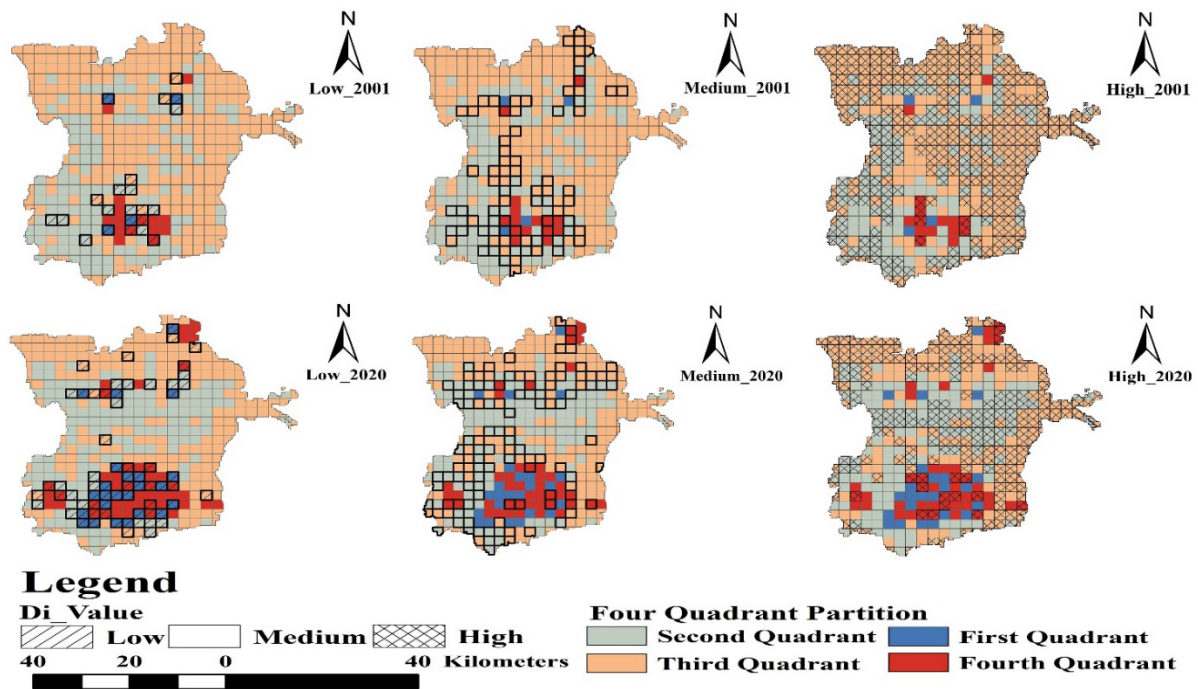 N
Low_2001
N
Medium_2001
N
High_2001
N
Low_2020
N
Medium_2020
N
High_2020
Legend
Di_Value
Low Medium High
40 20 0 40 Kilometers
Four Quadrant Partition
Second Quadrant First Quadrant
Third Quadrant Fourth Quadrant